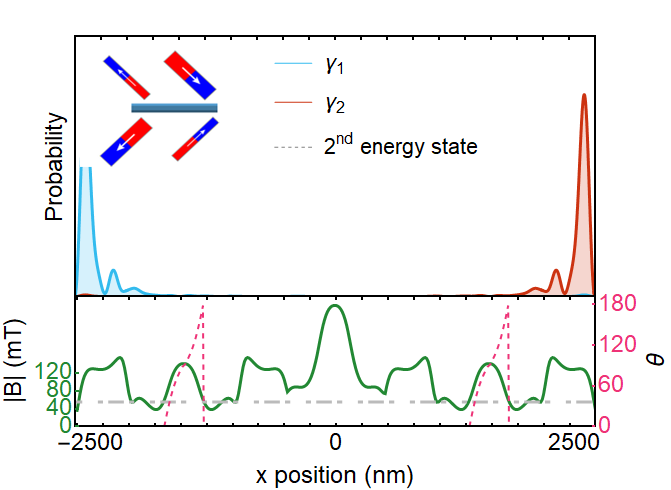 γ1
γ2
2nd energy state
Probability
|B| (mT)
120
80
40
0
180
120
60
0
θ
−2500
0
2500
x position (nm)